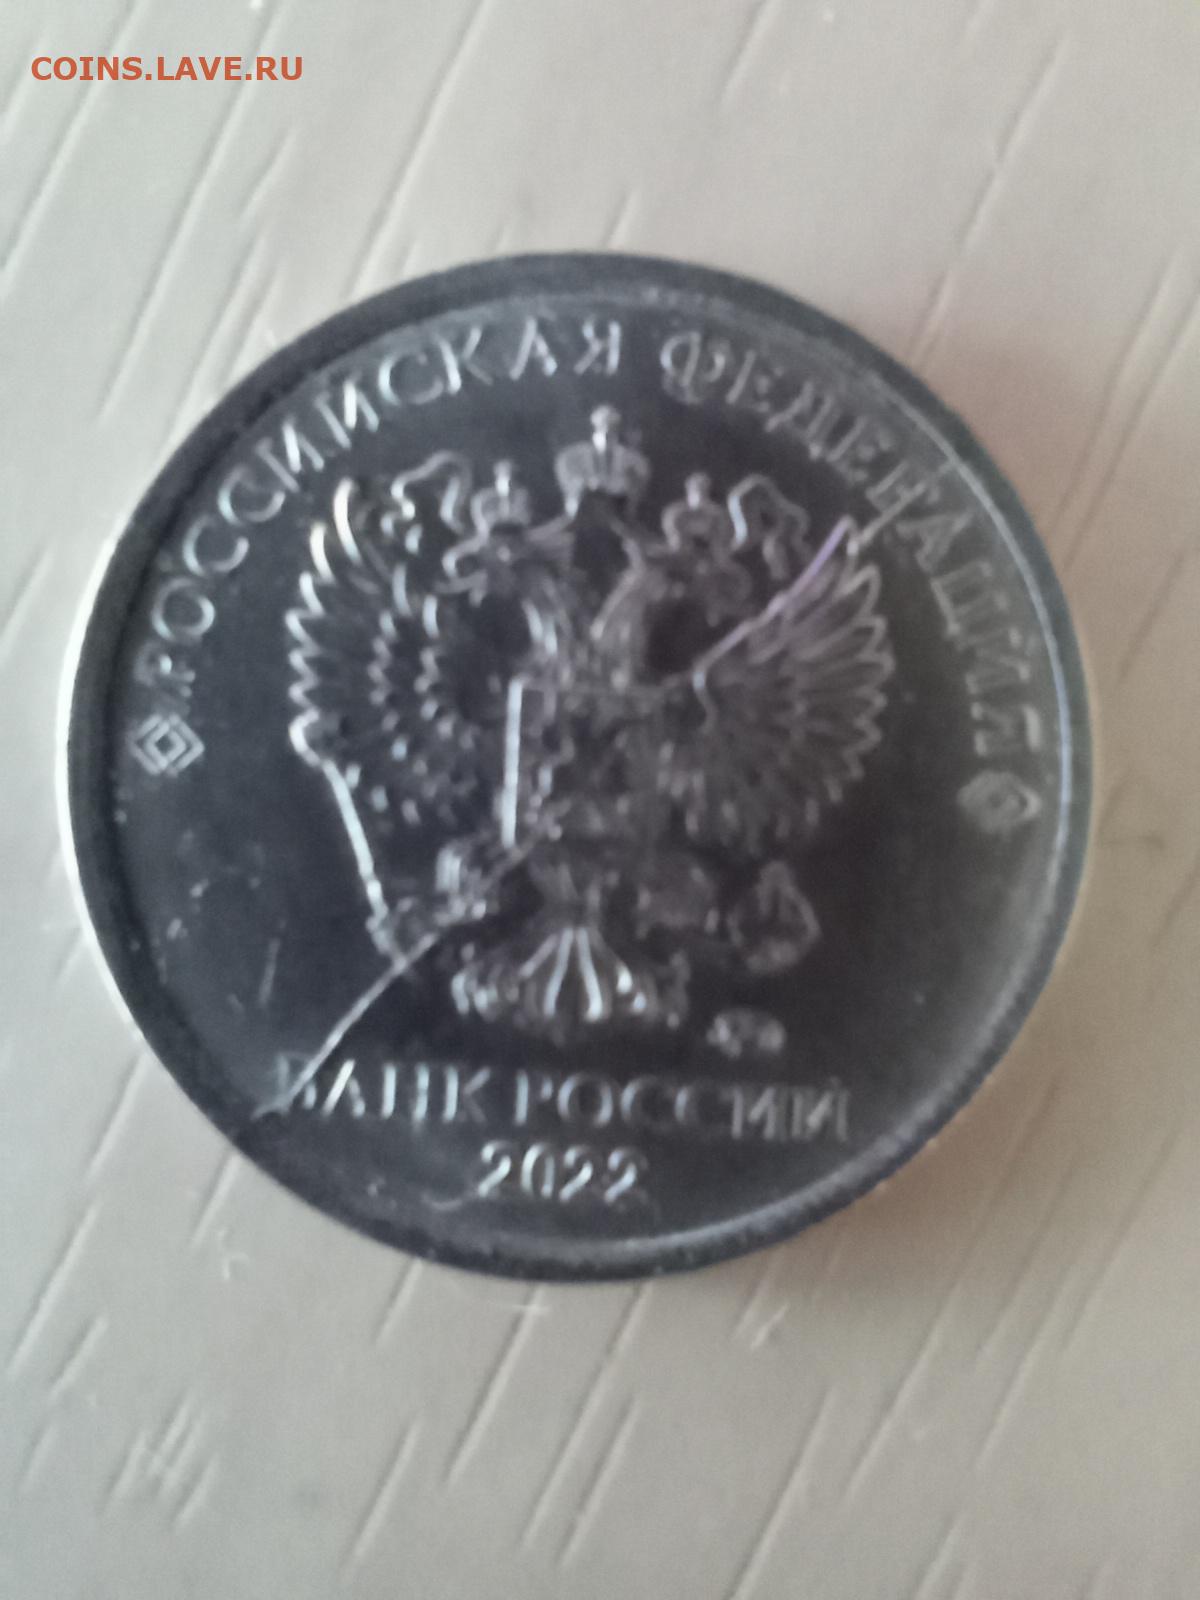 COINS.LAVE.RU
РОССИЙСКАЯ ФЕДЕРАЦИЯ
БАНК РОССИИ
2022